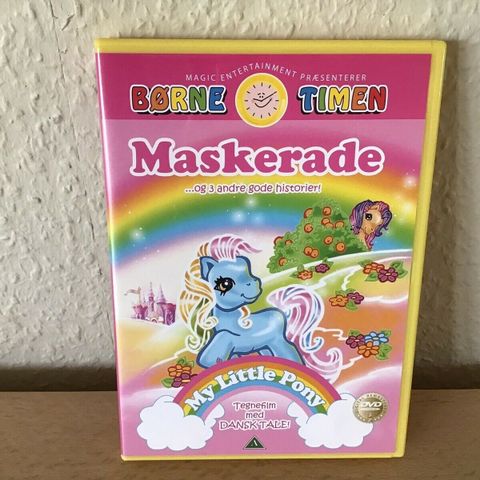 MAGIC ENTERTAINMENT PRÆSENTERER
BØRNE TIMEN
Maskerade
...og 3 andre gode historier!
My Little Pony
Tegnefilm
med
DANSK TALE!
DVD
A